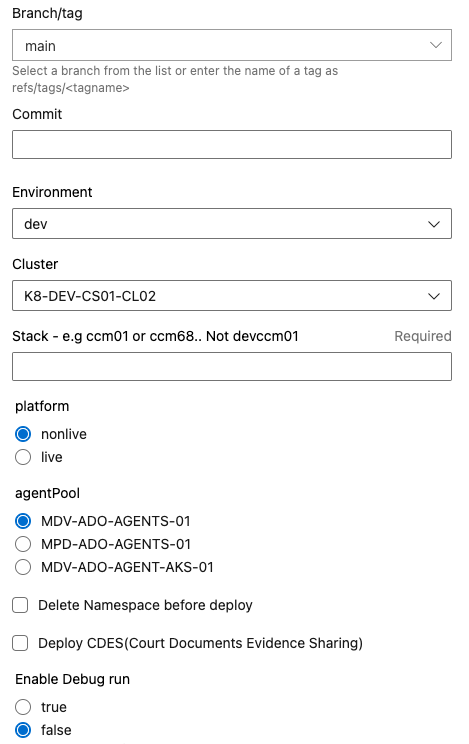 Branch/tag
main
Select a branch from the list or enter the name of a tag as
refs/tags/<tagname>
Commit
Environment
dev
Cluster
K8-DEV-CS01-CL02
Stack - e.g ccm01 or ccm68.. Not devccm01 Required
platform
nonlive
live
agentPool
MDV-ADO-AGENTS-01
MPD-ADO-AGENTS-01
MDV-ADO-AGENT-AKS-01
Delete Namespace before deploy
Deploy CDES(Court Documents Evidence Sharing)
Enable Debug run
true
false